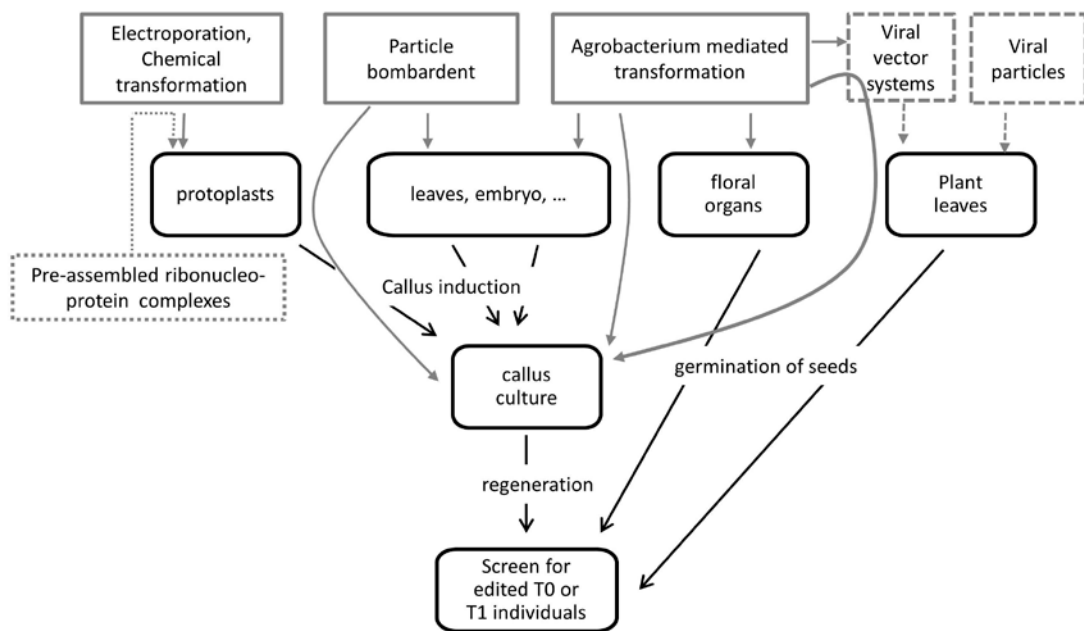 Electroporation,
Chemical
transformation
Particle
bombardent
Agrobacterium mediated
transformation
Viral
vector
systems
Viral
particles
protoplasts
leaves, embryo, ...
floral
organs
Plant
leaves
Pre-assembled ribonucleo-
protein complexes
Callus induction
callus
culture
germination of seeds
regeneration
Screen for
edited T0 or
T1 individuals